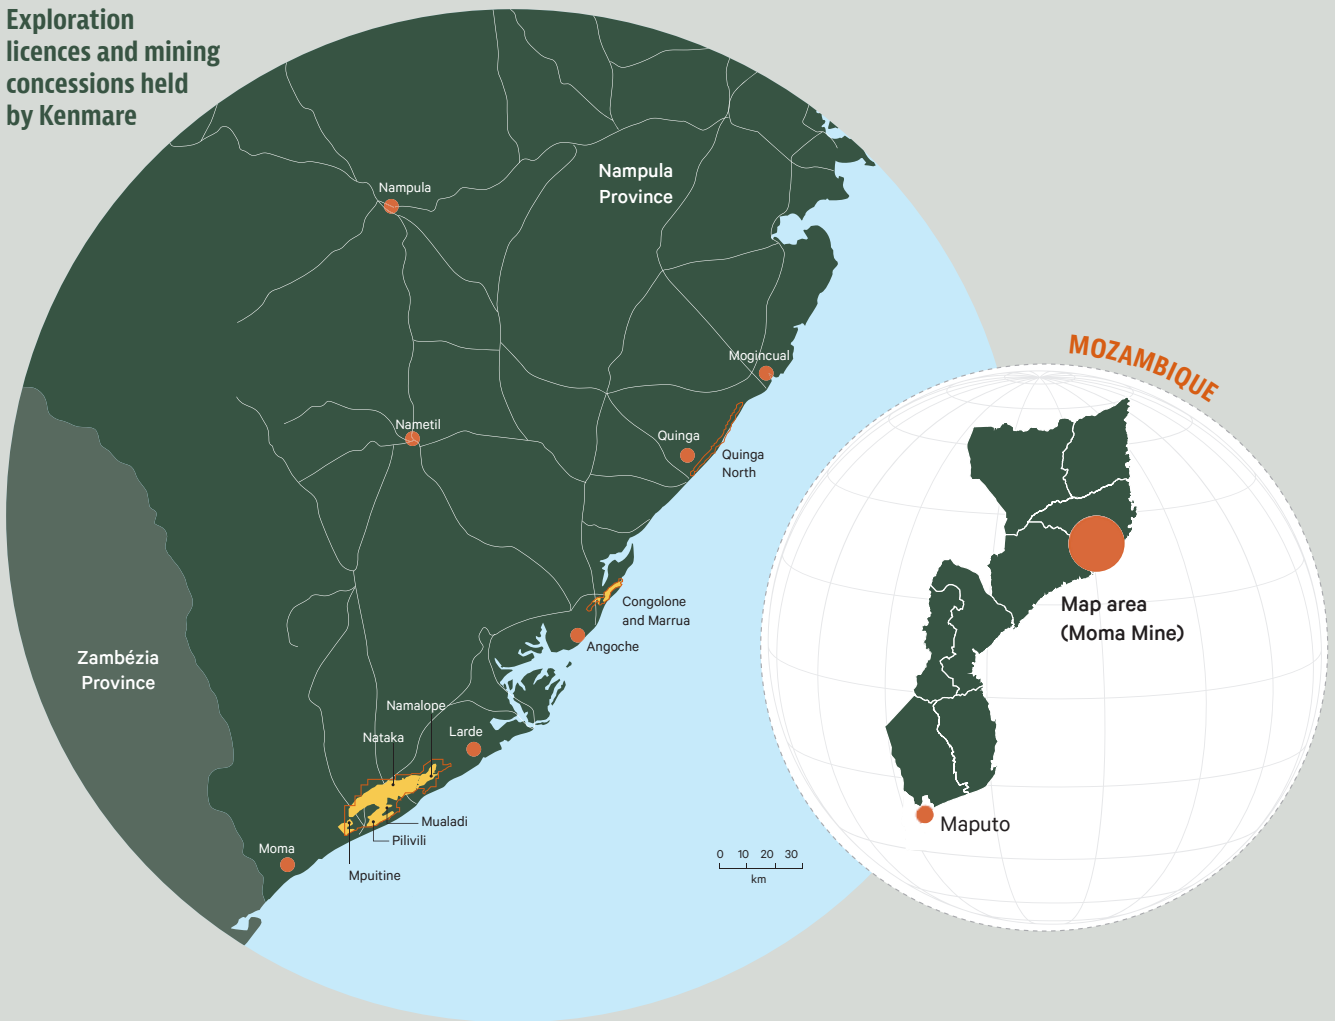 Exploration
licences and mining
concessions held
by Kenmare
Nampula
Province
Nampula
MOZAMBIQUE
Mogincual
Nametil
Quinga
Quinga
North
Congolone
and Marrua
Angoche
Zambézia
Province
Map area
(Moma Mine)
Namalope
Nataka
Larde
Mualadi
Pilivili
Moma
Mpuitine
0 10 20 30
km
Maputo